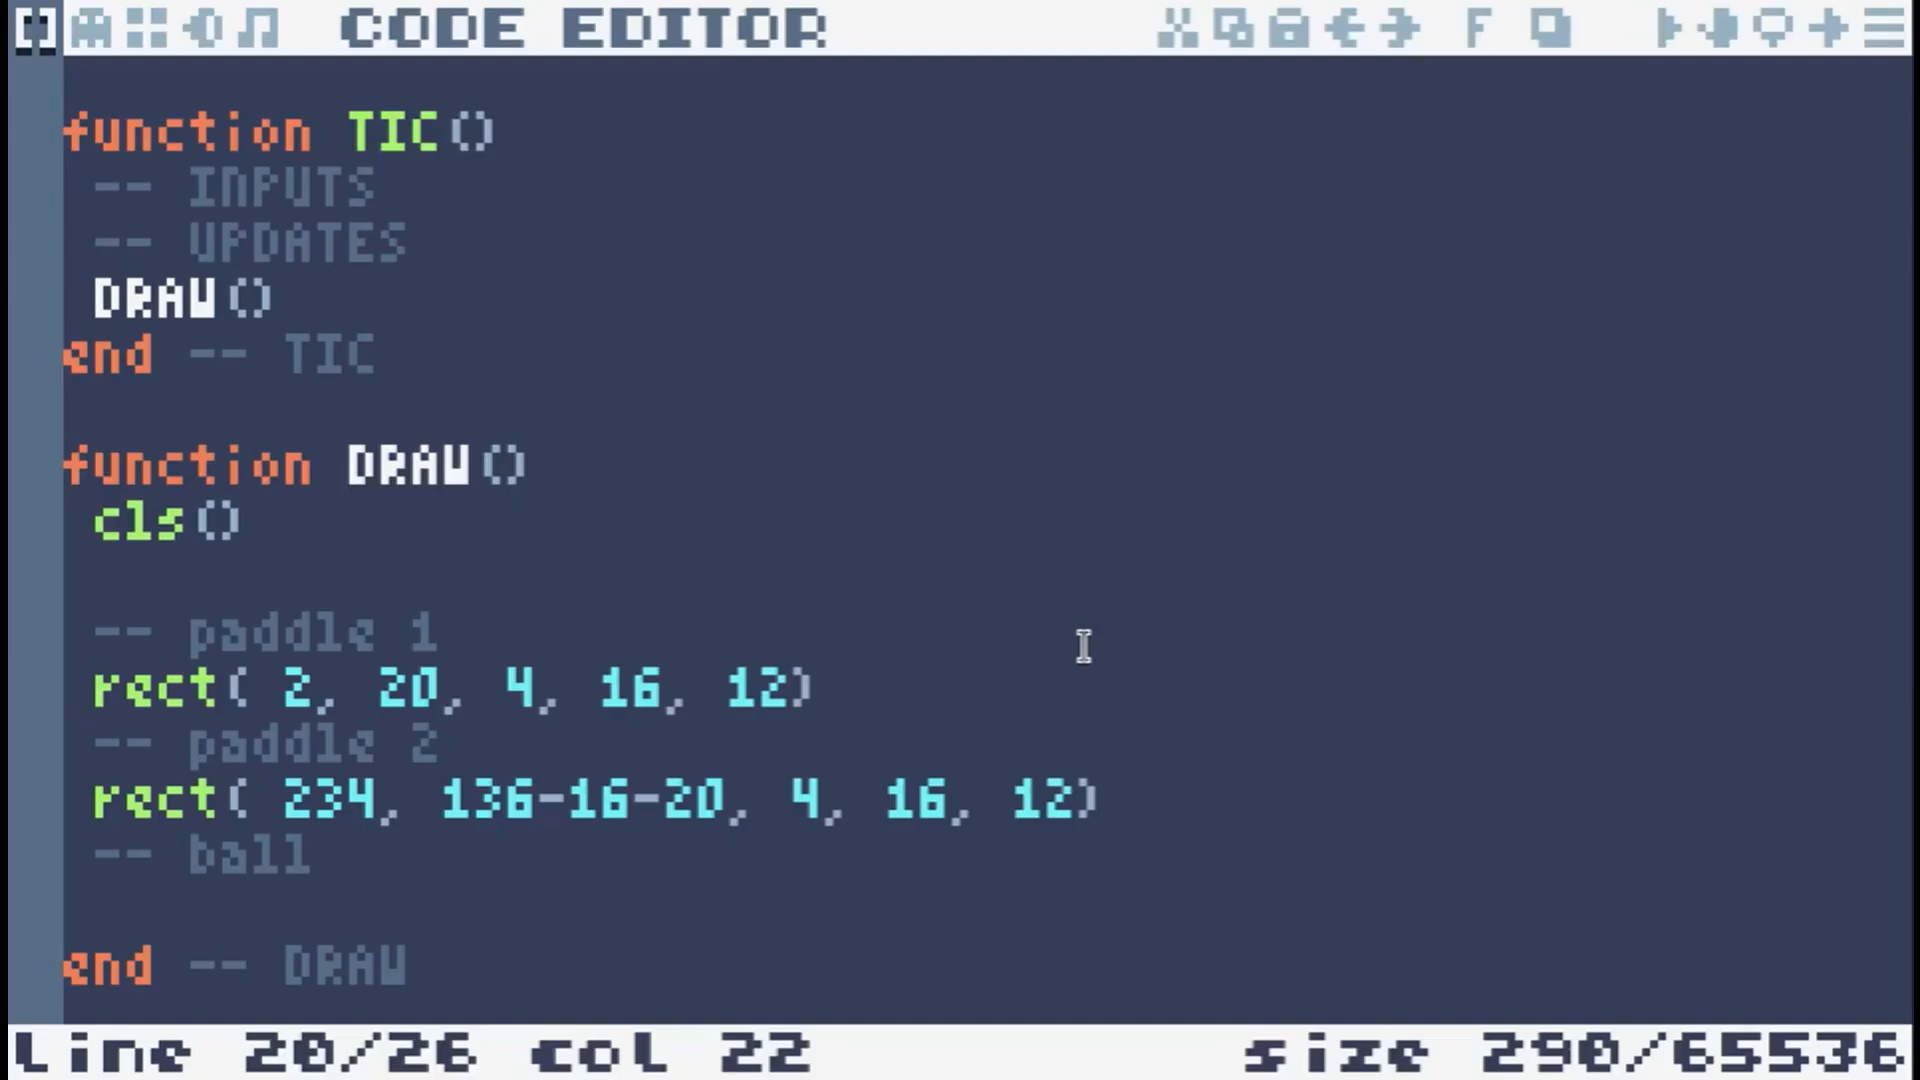 CODE EDITOR
F
function TIC()
-- INPUTS
-- UPDATES
DRAW()
end -- TIC
function DRAW()
cls()
-- paddle 1
rect( 2, 20, 4, 16, 12)
-- paddle 2
rect( 234, 136-16-20, 4, 16, 12)
-- ball
end -- DRAW
line 20/26 col 22
size 290/65536